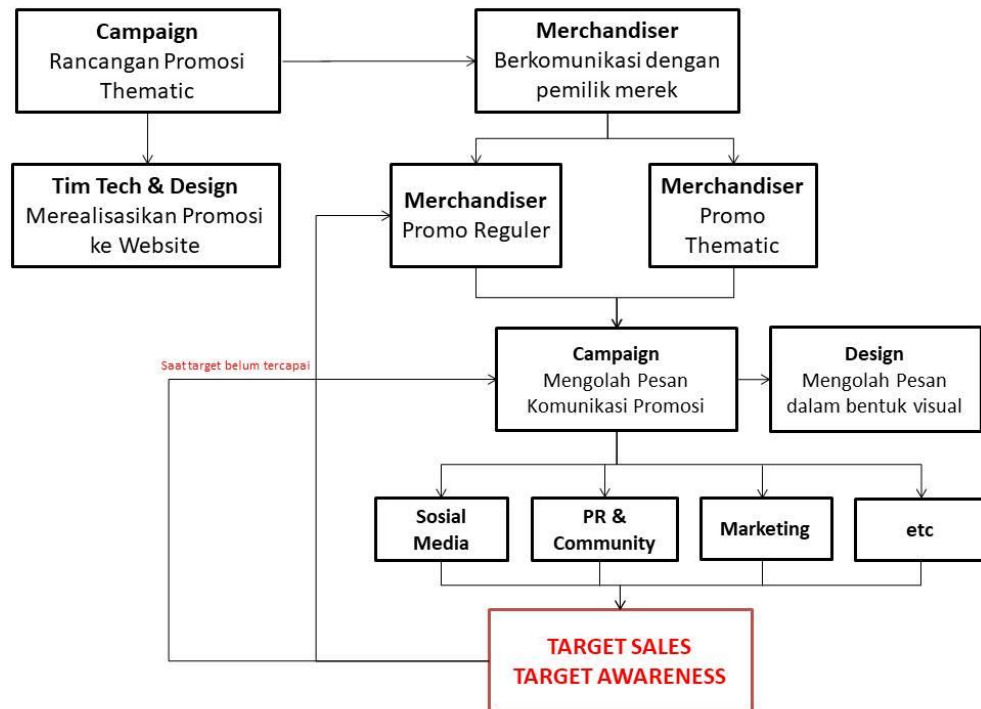 Campaign
Rancangan Promosi
Thematic
Merchandiser
Berkomunikasi dengan
pemilik merek
Tim Tech & Design
Merealisasikan Promosi
ke Website
Merchandiser
Promo Reguler
Merchandiser
Promo
Thematic
Saat target belum tercapai
Campaign
Mengolah Pesan
Komunikasi Promosi
Design
Mengolah Pesan
dalam bentuk visual
Sosial
Media
PR &
Community
Marketing
etc
TARGET SALES
TARGET AWARENESS